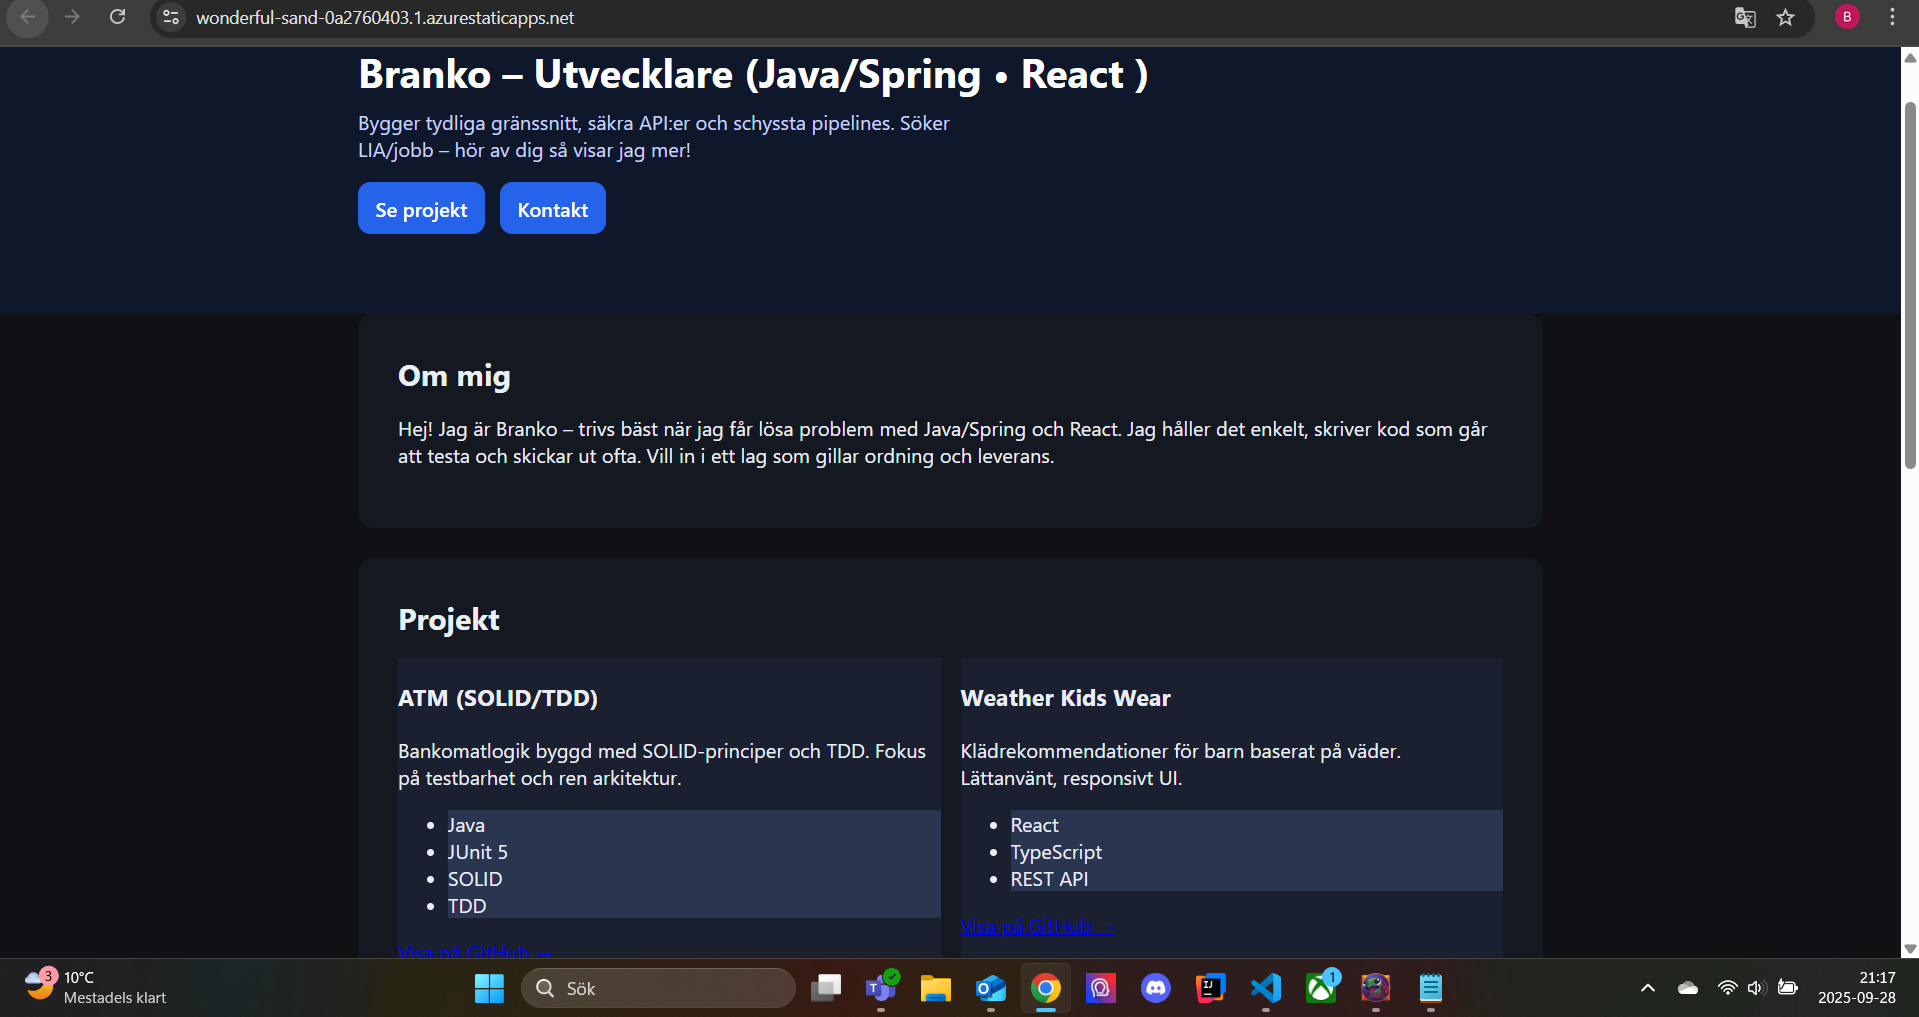 wonderful-sand-0a2760403.1.azurestaticapps.net
B
Branko – Utvecklare (Java/Spring • React )
Bygger tydliga gränssnitt, säkra API:er och schyssta pipelines. Söker
LIA/jobb – hör av dig så visar jag mer!
Se projekt
Kontakt
Om mig
Hej! Jag är Branko – trivs bäst när jag får lösa problem med Java/Spring och React. Jag håller det enkelt, skriver kod som går
att testa och skickar ut ofta. Vill in i ett lag som gillar ordning och leverans.
Projekt
ATM (SOLID/TDD)
Bankomatlogik byggd med SOLID-principer och TDD. Fokus
på testbarhet och ren arkitektur.
• Java
• JUnit 5
• SOLID
• TDD
Visa på GitHub →
Weather Kids Wear
Klädrekommendationer för barn baserat på väder.
Lättanvänt, responsivt UI.
• React
• TypeScript
• REST API
Visa på GitHub →
3
10°C
Mestadels klart
Sök
1
21:17
2025-09-28